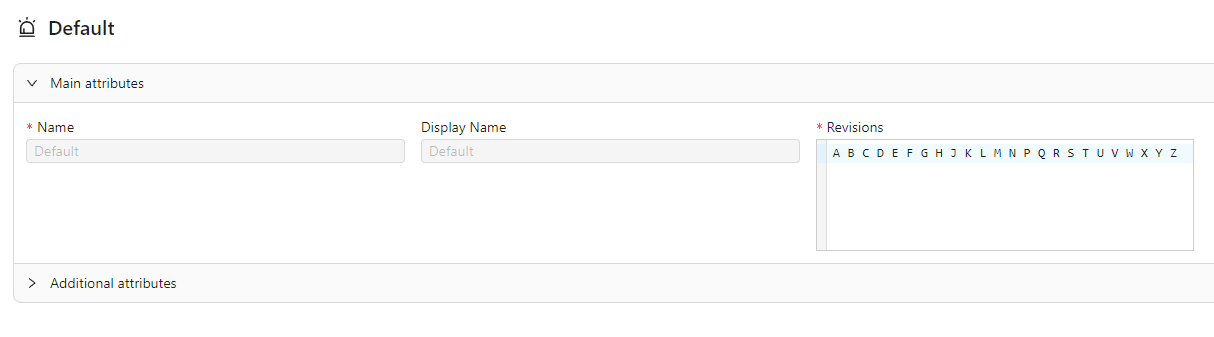 Default
Main attributes
* Name
Display Name
* Revisions
Default
Default
A B C D E F G H J K L M N P Q R S T U V W X Y Z
Additional attributes